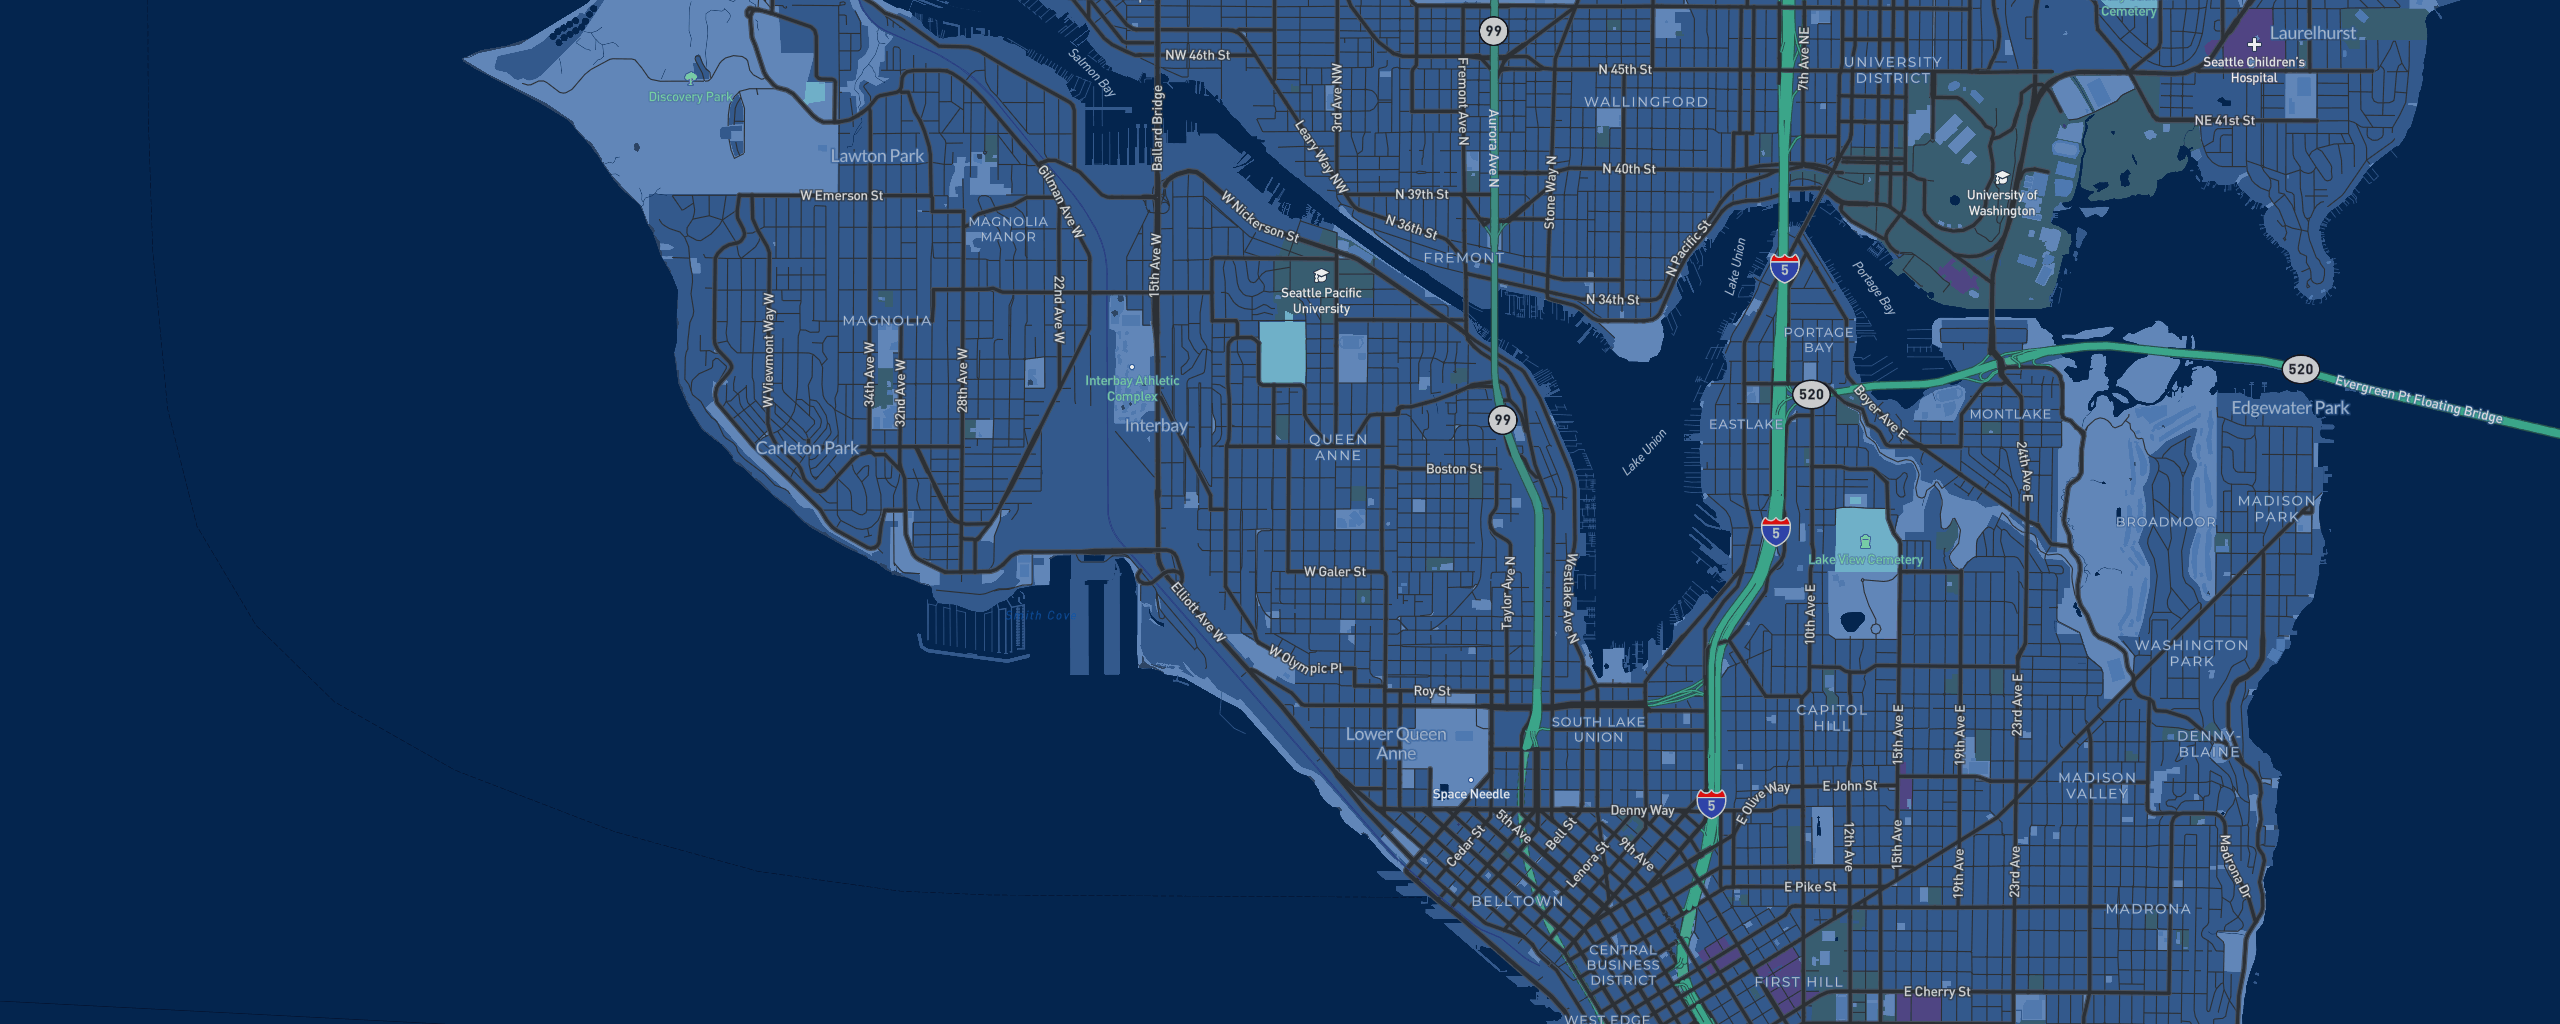 Cemetery
Laurelhurst
99
NW 46th St
Salmon Bay
Seattle Children's
Hospital
N 45th St
7th Ave NE
UNIVERSITY
DISTRICT
Discovery Park
3rd Ave NW
Fremont Ave N
Aurora Ave N
WALLINGFORD
Ballard Bridge
NE 41st St
Leary Way NW
Lawton Park
N 40th St
Stone Way N
W Emerson St
Gilman Ave W
N 39th St
University of
Washington
W Nickerson St
MAGNOLIA
MANOR
N 36th St
FREMONT
N Pacific St
Lake Union
5
Portage Bay
15th Ave W
22nd Ave W
Seattle Pacific
University
N 34th St
MAGNOLIA
W Viewmont Way W
34th Ave W
32nd Ave W
28th Ave W
PORTAGE
BAY
520
Evergreen Pt Floating Bridge
Edgewater Park
Interbay Athletic
Complex
Interbay
99
520
Boyer Ave E
MONTLAKE
EASTLAKE
QUEEN
ANNE
Carleton Park
Boston St
Lake Union
24th Ave E
MADISON
PARK
BROADMOOR
5
Lake View Cemetery
W Galer St
Taylor Ave N
Westlake Ave N
Elliott Ave W
10th Ave E
Smith Cove
W Olympic Pl
WASHINGTON
PARK
Roy St
23rd Ave E
15th Ave E
19th Ave E
CAPITOL
HILL
SOUTH LAKE
UNION
Lower Queen
Anne
DENNY-
BLAINE
MADISON
VALLEY
Space Needle
E John St
E Olive Way
5
Denny Way
5th Ave
Bell St
Cedar St
Lenora St
9th Ave
12th Ave
15th Ave
19th Ave
23rd Ave
Madrona Dr
E Pike St
BELLTOWN
MADRONA
CENTRAL
BUSINESS
DISTRICT
FIRST HILL
E Cherry St
WEST EDGE